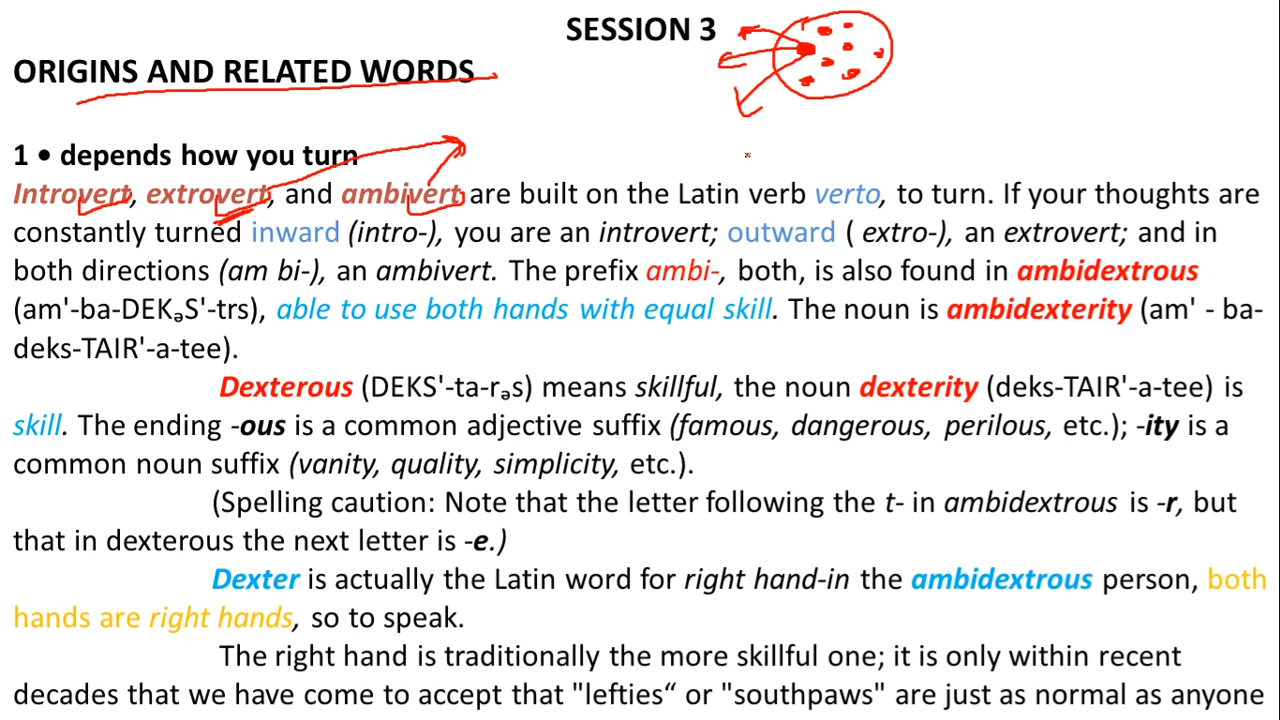 SESSION 3
ORIGINS AND RELATED WORDS
1 • depends how you turn
Introvert, extrovert, and ambivert are built on the Latin verb verto, to turn. If your thoughts are
constantly turned inward (intro-), you are an introvert; outward ( extro-), an extrovert; and in
both directions (am bi-), an ambivert. The prefix ambi-, both, is also found in ambidextrous
(am'-ba-DEKₔS'-trs), able to use both hands with equal skill. The noun is ambidexterity (am' - ba-
deks-TAIR'-a-tee).
Dexterous (DEKS'-ta-rₔs) means skillful, the noun dexterity (deks-TAIR'-a-tee) is
skill. The ending -ous is a common adjective suffix (famous, dangerous, perilous, etc.); -ity is a
common noun suffix (vanity, quality, simplicity, etc.).
(Spelling caution: Note that the letter following the t- in ambidextrous is -r, but
that in dexterous the next letter is -e.)
Dexter is actually the Latin word for right hand-in the ambidextrous person, both
hands are right hands, so to speak.
The right hand is traditionally the more skillful one; it is only within recent
decades that we have come to accept that "lefties“ or "southpaws" are just as normal as anyone